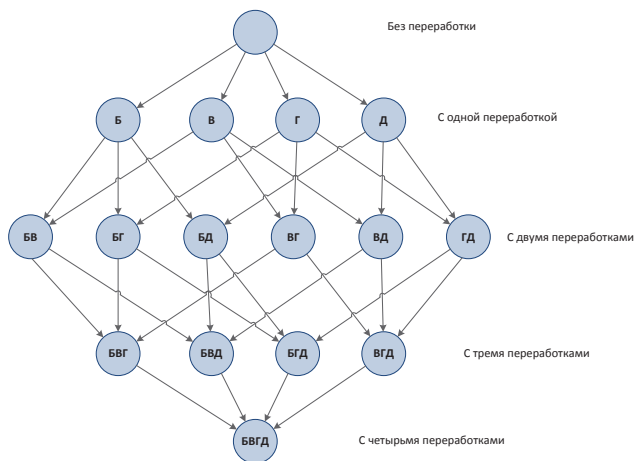 Без переработки
Б В Г Д С одной переработкой
БВ БГ БД ВГ ВД ГД С двумя переработками
БВГ БВД БГД ВГД С тремя переработками
БВГД С четырьмя переработками